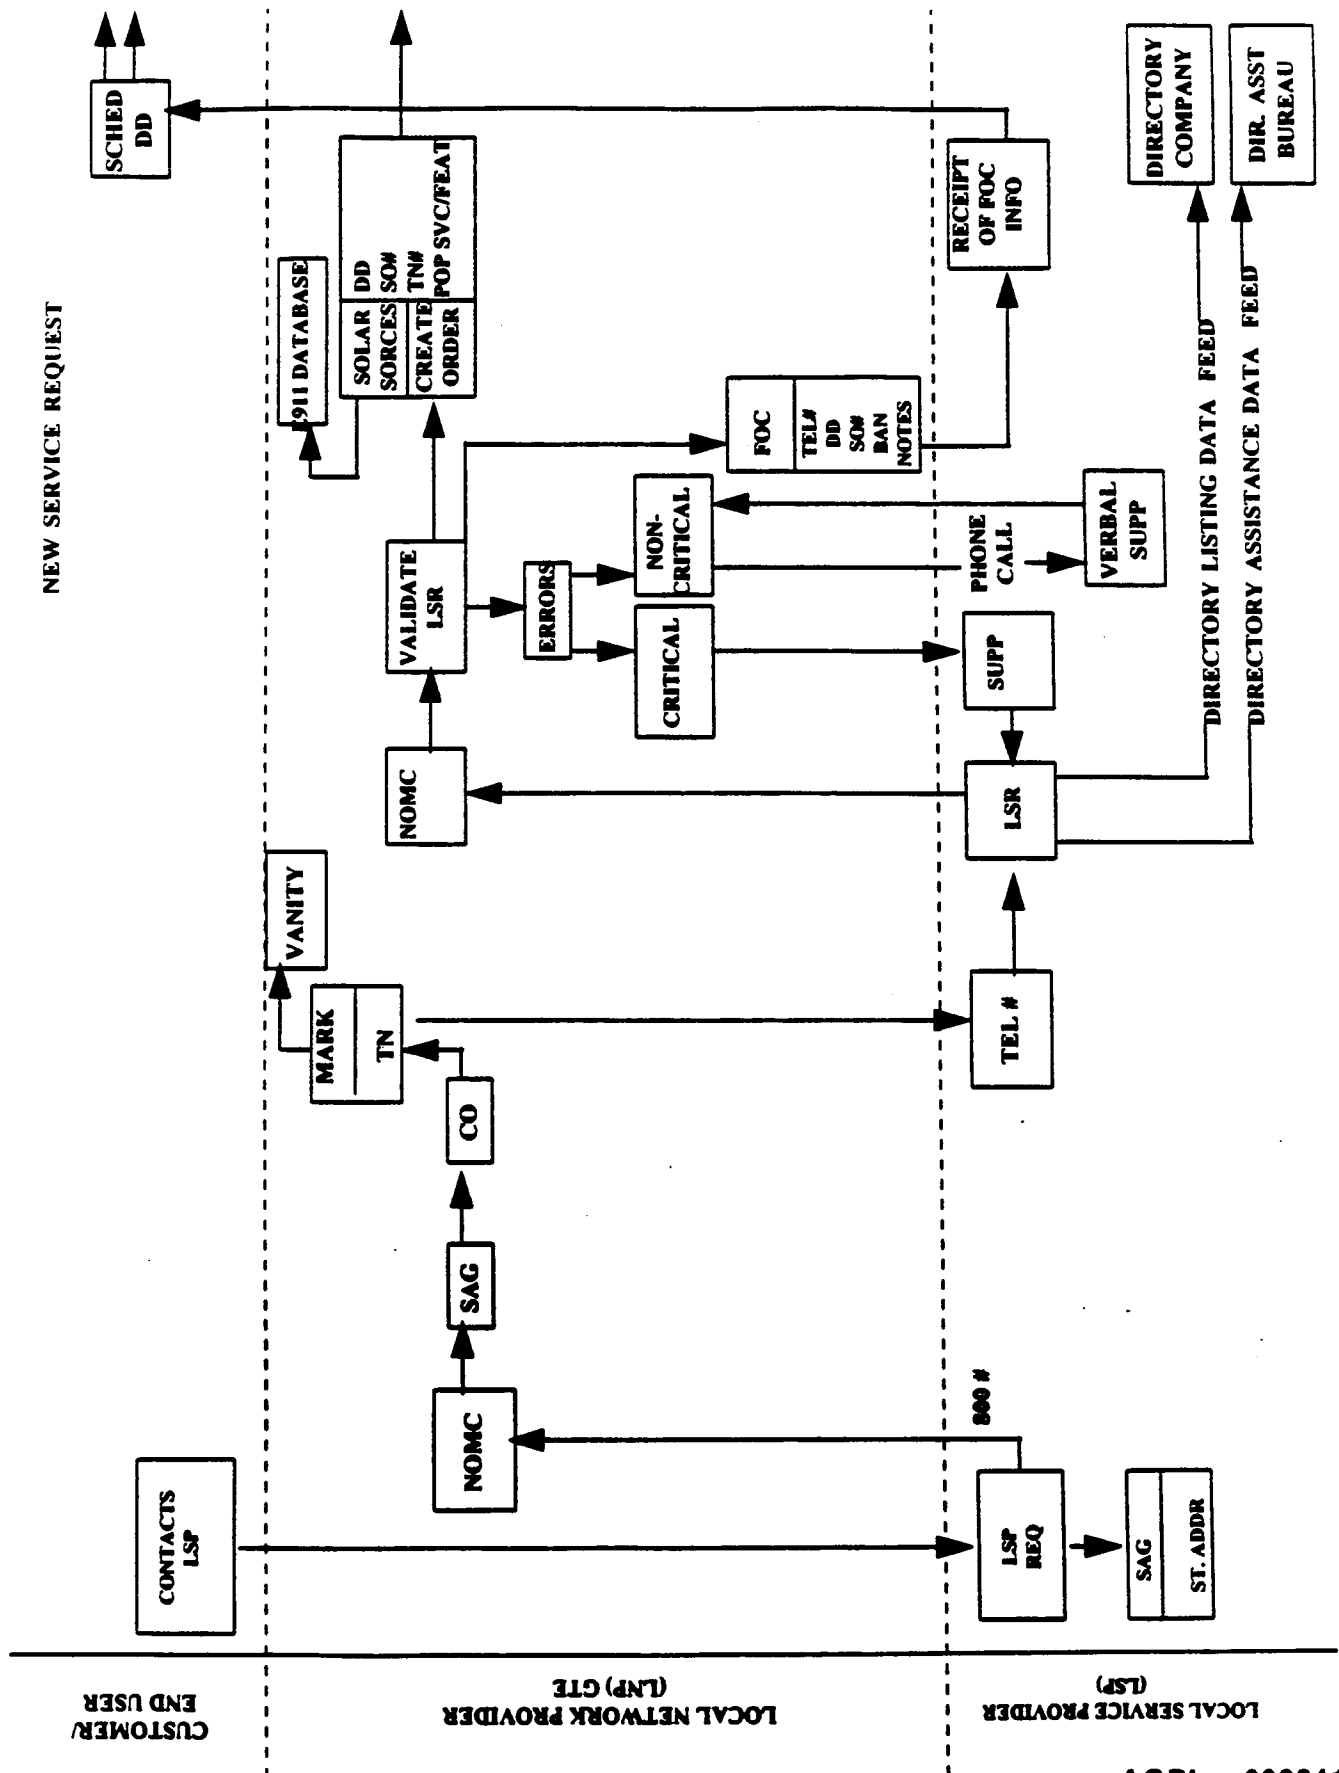 NEW SERVICE REQUEST
CUSTOMER/
END USER
CONTACTS
LSP
SCHED
DD
LOCAL NETWORK PROVIDER
(LNP) GTE
NOMC
SAG
CO
MARK
TN
VANITY
NOMC
VALIDATE
LSR
ERRORS
CRITICAL
NON-
CRITICAL
E911 DATABASE
SOLAR
SORCES
CREATE
ORDER
DD
SO#
TN#
POP SVC/FEAT
FOC
TEL#
DD
SO#
BAN
NOTES
LOCAL SERVICE PROVIDER
(LSP)
LSP
REQ
800 #
SAG
ST. ADDR
TEL #
LSR
SUPP
PHONE
CALL
VERBAL
SUPP
RECEIPT
OF FOC
INFO
DIRECTORY LISTING DATA FEED
DIRECTORY ASSISTANCE DATA FEED
DIRECTORY
COMPANY
DIR. ASST
BUREAU